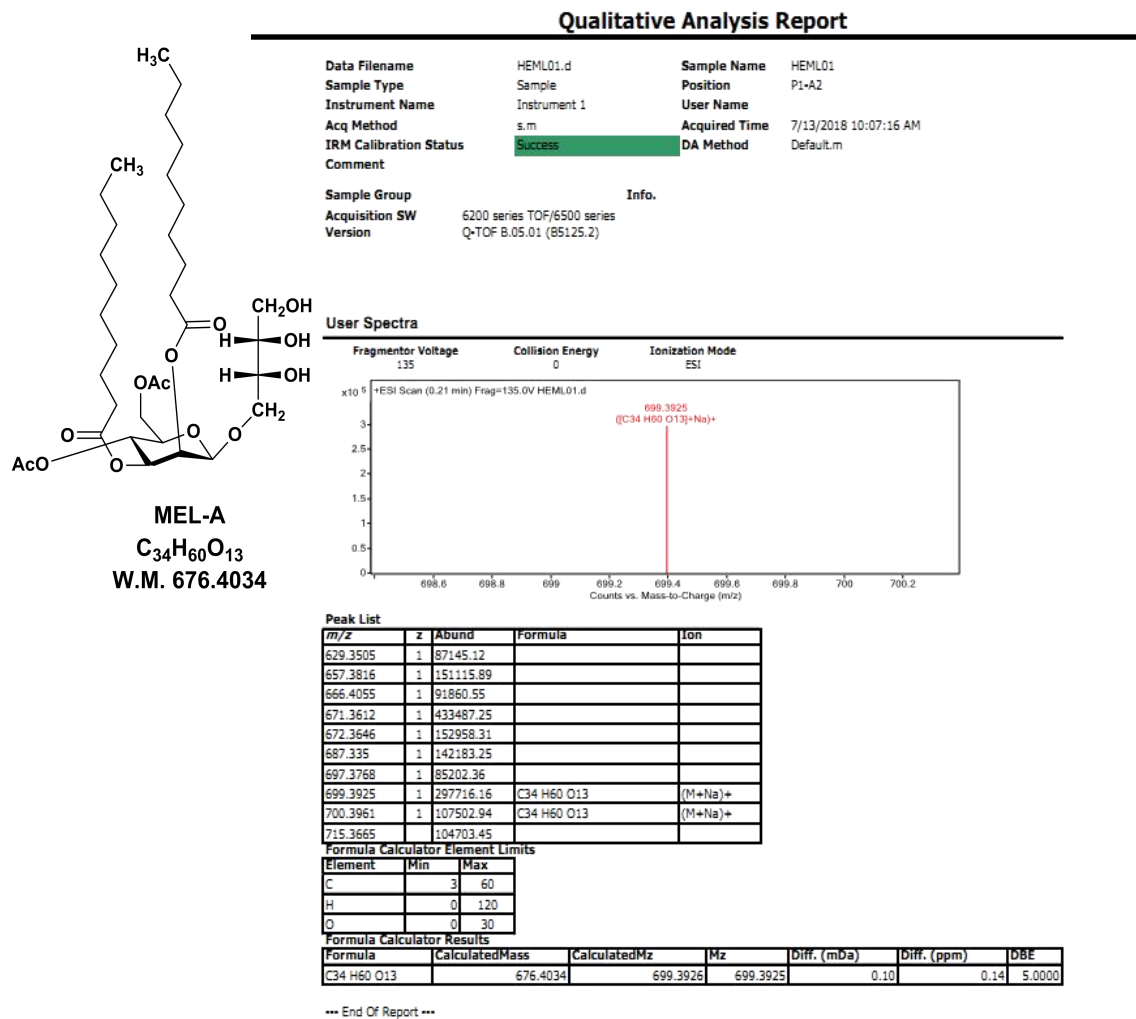 Qualitative Analysis Report
Data Filename HEML01.d Sample Name HEML01
Sample Type Sample Position P1-A2
Instrument Name Instrument 1 User Name
Acq Method s.m Acquired Time 7/13/2018 10:07:16 AM
IRM Calibration Status Success DA Method Default.m
Comment
Sample Group Info.
Acquisition SW 6200 series TOF/6500 series
Version Q-TOF B.05.01 (B5125.2)
H₃C
CH₃
CH₂OH
O
H OH
O
H OH
OAc
CH₂
O
O
O
AcO
O
MEL-A
C₃₄H₆₀O₁₃
W.M. 676.4034
User Spectra
Fragmentor Voltage Collision Energy Ionization Mode
135 0 ESI
x10 5 +ESI Scan (0.21 min) Frag=135.0V HEML01.d
699.3925
([C34 H60 O13]+Na)+
3
2.5
2
1.5
1
0.5
0
698.6 698.8 699 699.2 699.4 699.6 699.8 700 700.2
Counts vs. Mass-to-Charge (m/z)
Peak List
m/z z Abund Formula Ion
629.3505 1 87145.12
657.3816 1 151115.89
666.4055 1 91860.55
671.3612 1 433487.25
672.3646 1 152958.31
687.335 1 142183.25
697.3768 1 85202.36
699.3925 1 297716.16 C34 H60 O13 (M+Na)+
700.3961 1 107502.94 C34 H60 O13 (M+Na)+
715.3665 104703.45
Formula Calculator Element Limits
Element Min Max
C 3 60
H 0 120
O 0 30
Formula Calculator Results
Formula CalculatedMass CalculatedMz Mz Diff. (mDa) Diff. (ppm) DBE
C34 H60 O13 676.4034 699.3926 699.3925 0.10 0.14 5.0000
--- End Of Report ---